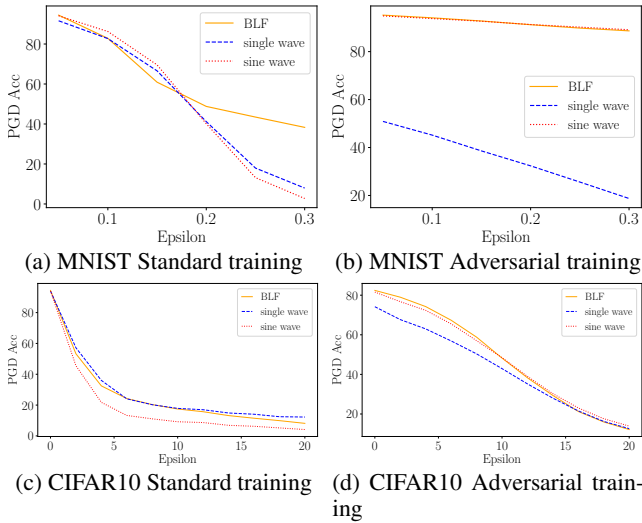 PGD Acc
80
60
40
20
0
0.1
0.2
0.3
Epsilon
BLF
single wave
sine wave
(a) MNIST Standard training
PGD Acc
80
60
40
20
0.1
0.2
0.3
Epsilon
BLF
single wave
sine wave
(b) MNIST Adversarial training
PGD Acc
80
60
40
20
0
0
5
10
15
20
Epsilon
BLF
single wave
sine wave
(c) CIFAR10 Standard training
PGD Acc
80
60
40
20
0
5
10
15
20
Epsilon
BLF
single wave
sine wave
(d) CIFAR10 Adversarial train-
ing